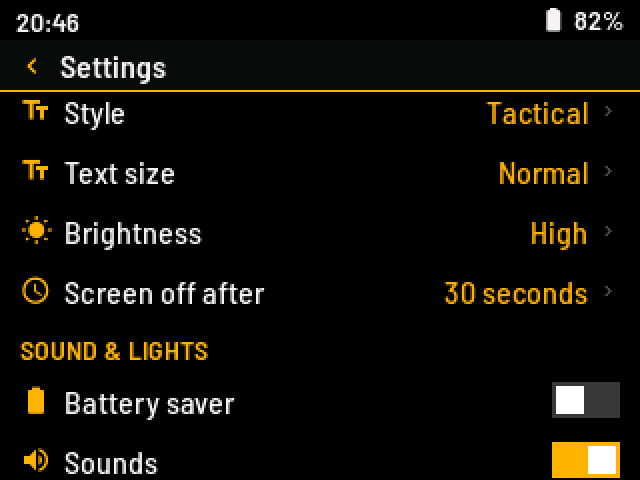 20:46 82%
Settings
Style Tactical
Text size Normal
Brightness High
Screen off after 30 seconds
SOUND & LIGHTS
Battery saver
Sounds